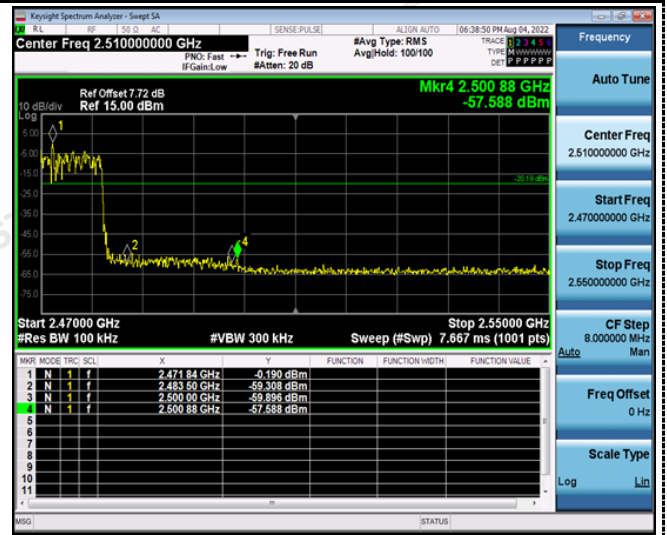 Keysight Spectrum Analyzer - Swept SA
RL RF 50 Ω AC SENSE:PULSE ALIGN AUTO 06:38:50 PM Aug 04, 2022
Center Freq 2.510000000 GHz
PNO: Fast
IFGain:Low
Trig: Free Run
#Atten: 20 dB
#Avg Type: RMS
Avg|Hold: 100/100
TRACE 1 2 3 4 5 6
TYPE M W W W W W
DET P P P P P P
Mkr4 2.500 88 GHz
-57.588 dBm
Ref Offset 7.72 dB
10 dB/div Ref 15.00 dBm
Log
1
5.00
-5.00
-15.0
-20.19 dBm
-25.0
-35.0
-45.0
2 4
-55.0
-65.0
-75.0
Start 2.47000 GHz Stop 2.55000 GHz
#Res BW 100 kHz #VBW 300 kHz Sweep (#Swp) 7.667 ms (1001 pts)
MKR MODE TRC SCL X Y FUNCTION FUNCTION WIDTH FUNCTION VALUE
1 N 1 f 2.471 84 GHz -0.190 dBm
2 N 1 f 2.483 50 GHz -59.308 dBm
3 N 1 f 2.500 00 GHz -59.896 dBm
4 N 1 f 2.500 88 GHz -57.588 dBm
5
6
7
8
9
10
11
MSG STATUS
Frequency
Auto Tune
Center Freq
2.510000000 GHz
Start Freq
2.470000000 GHz
Stop Freq
2.550000000 GHz
CF Step
8.000000 MHz
Auto Man
Freq Offset
0 Hz
Scale Type
Log Lin